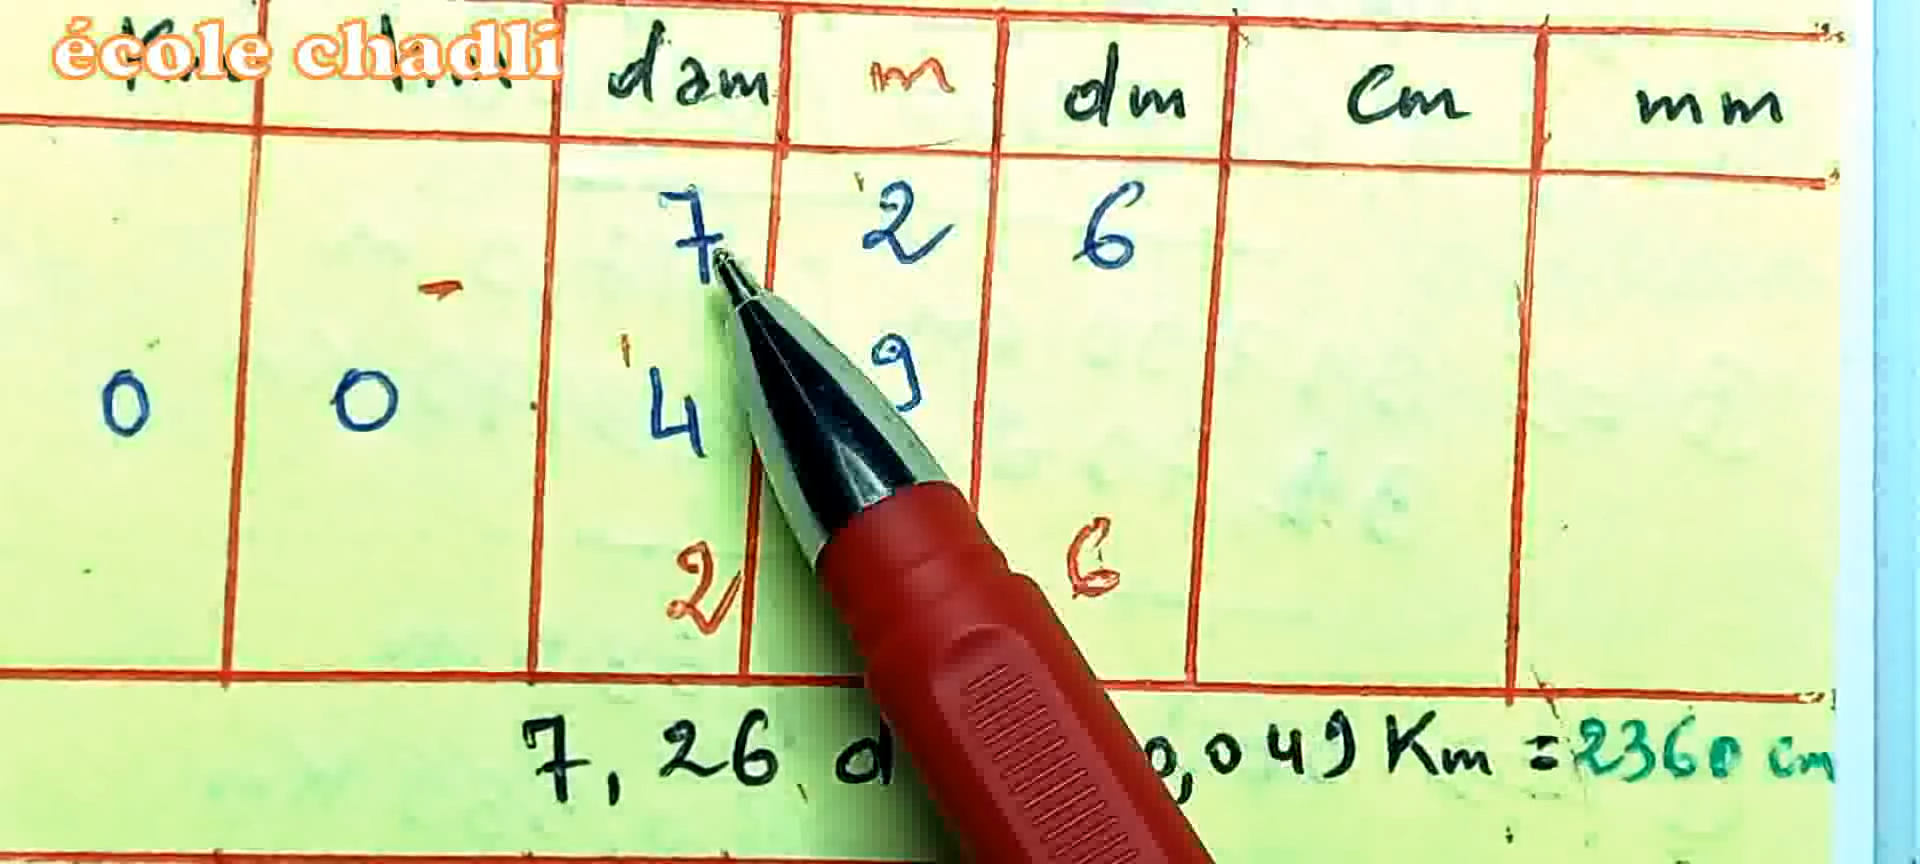 école chadli
dam m dm cm mm
7 2 6
-
0 0 4 9
2 6
7,26 d 0,049 Km = 2360 cm